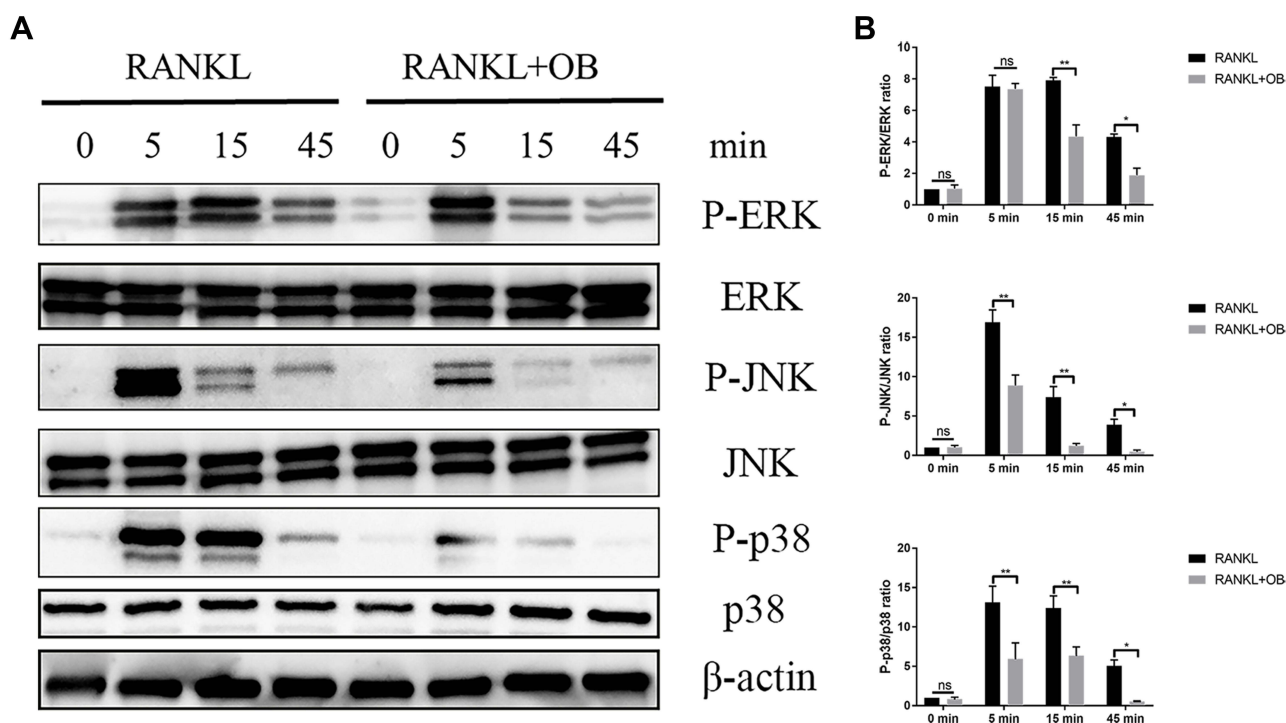 A
RANKL RANKL+OB
0 5 15 45 0 5 15 45 min
P-ERK
ERK
P-JNK
JNK
P-p38
p38
β-actin
B
10
8
6
4
2
0
P-ERK/ERK ratio
ns
ns
**
*
0 min 5 min 15 min 45 min
RANKL
RANKL+OB
20
15
10
5
0
P-JNK/JNK ratio
ns
**
**
*
0 min 5 min 15 min 45 min
RANKL
RANKL+OB
20
15
10
5
0
P-p38/p38 ratio
ns
**
**
*
0 min 5 min 15 min 45 min
RANKL
RANKL+OB